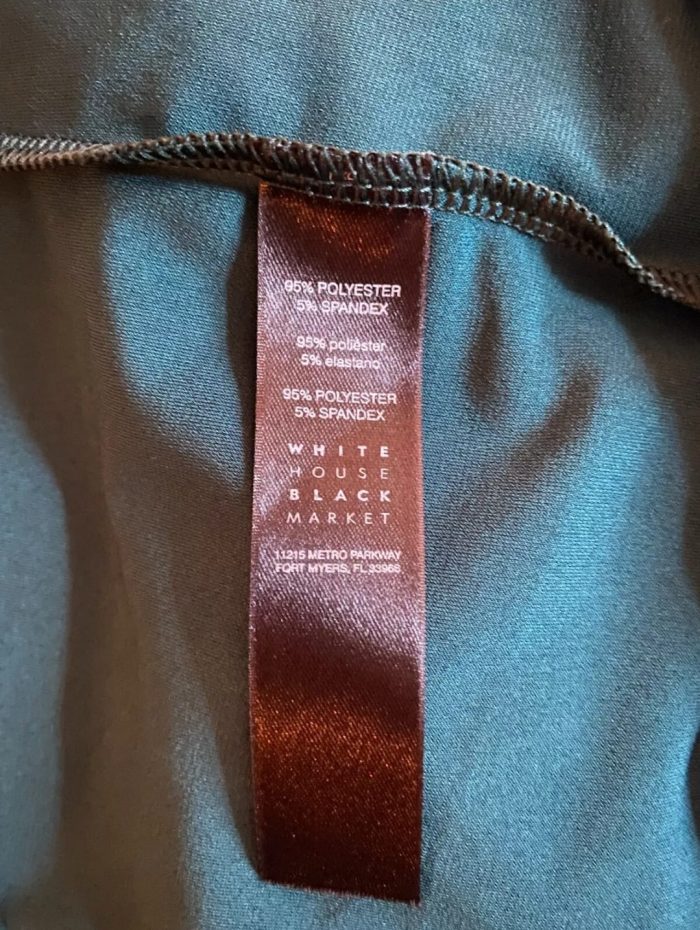 95% POLYESTER
5% SPANDEX
95% poliéster
5% elastano
95% POLYESTER
5% SPANDEX
WHITE
HOUSE
BLACK
MARKET
11215 METRO PARKWAY
FORT MYERS, FL 33966